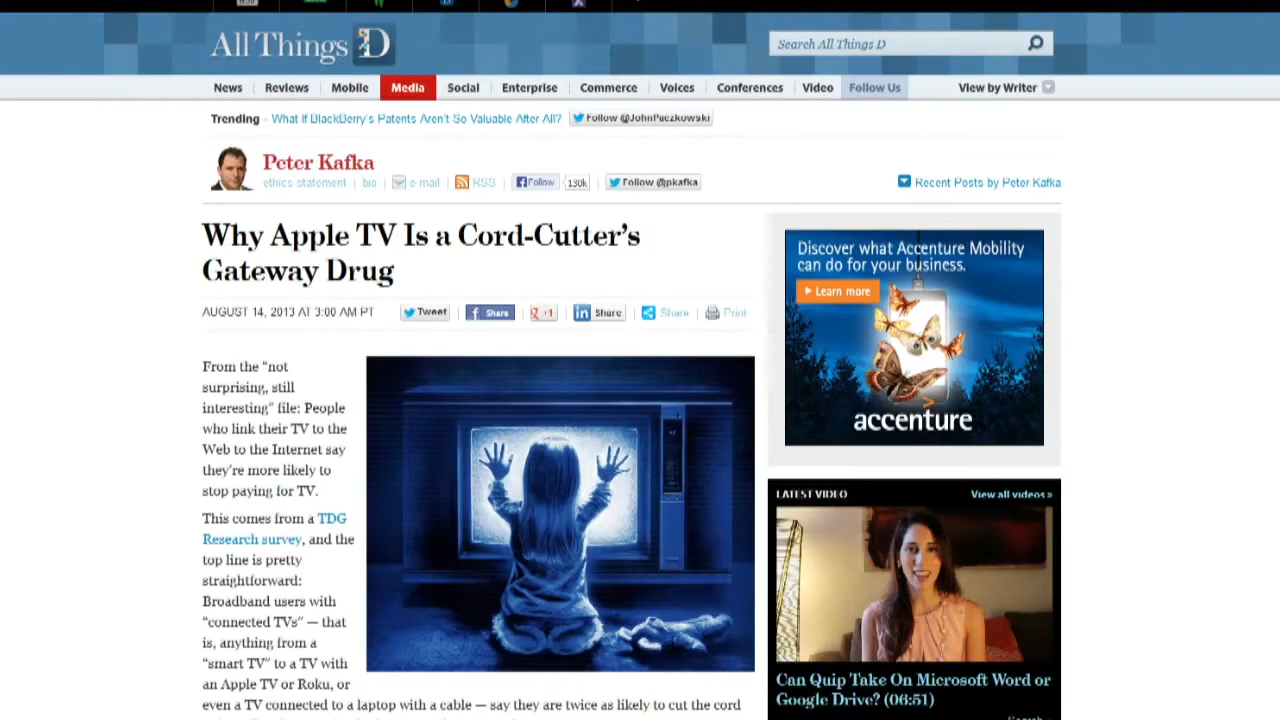 All Things D
Search All Things D
News Reviews Mobile Media Social Enterprise Commerce Voices Conferences Video Follow Us View by Writer
Trending – What If BlackBerry's Patents Aren't So Valuable After All? Follow @JohnPaczkowski
Peter Kafka
ethics statement | bio | e-mail | RSS | Follow 130k | Follow @pkafka
Recent Posts by Peter Kafka
Why Apple TV Is a Cord-Cutter's
Gateway Drug
AUGUST 14, 2013 AT 3:00 AM PT
Tweet Share +1 Share Share Print
From the "not
surprising, still
interesting" file: People
who link their TV to the
Web to the Internet say
they're more likely to
stop paying for TV.
This comes from a TDG
Research survey, and the
top line is pretty
straightforward:
Broadband users with
"connected TVs" — that
is, anything from a
"smart TV" to a TV with
an Apple TV or Roku, or
even a TV connected to a laptop with a cable — say they are twice as likely to cut the cord
Discover what Accenture Mobility
can do for your business.
Learn more
accenture
LATEST VIDEO View all videos »
Can Quip Take On Microsoft Word or
Google Drive? (06:51)